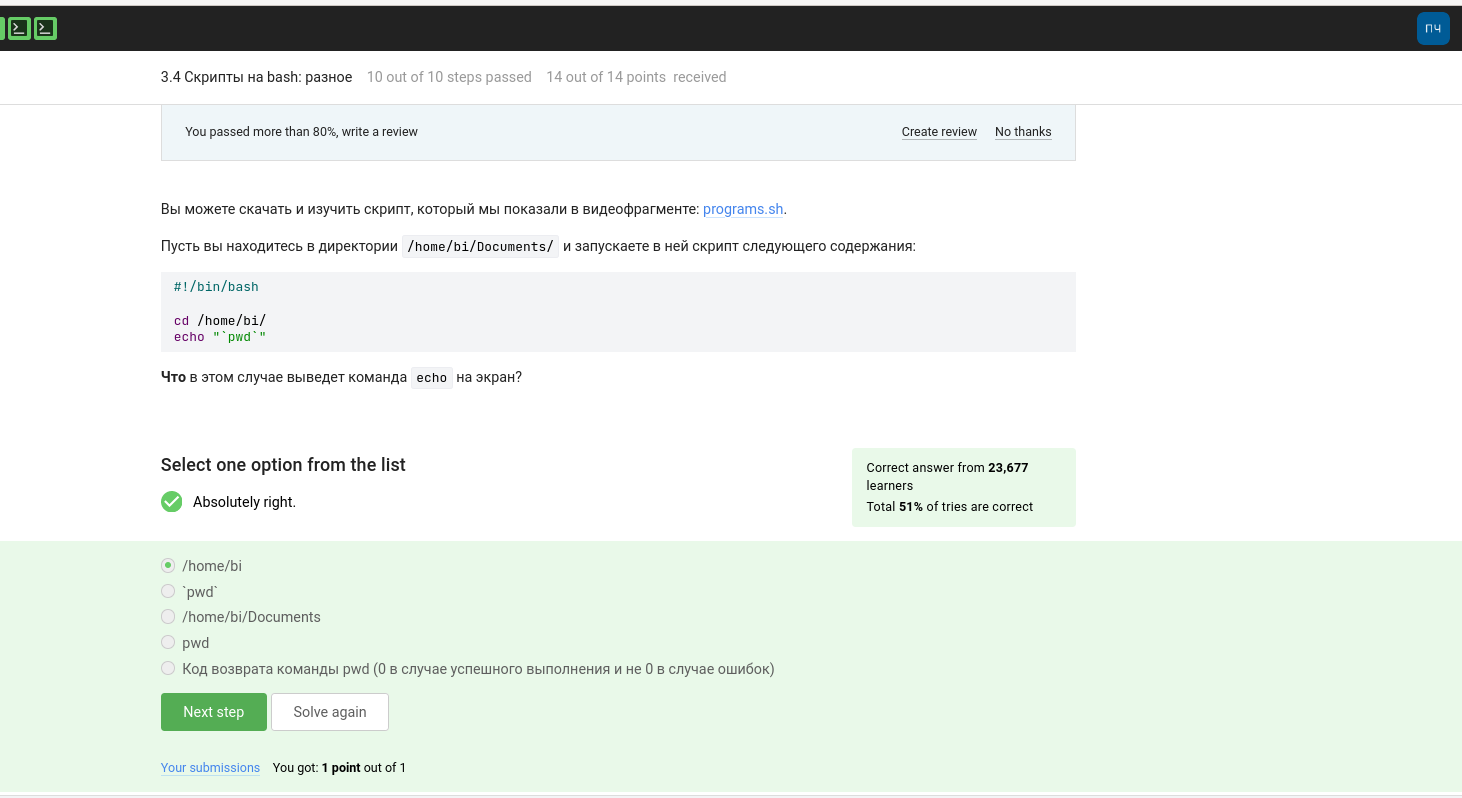 ПЧ
3.4 Скрипты на bash: разное 10 out of 10 steps passed 14 out of 14 points received
You passed more than 80%, write a review Create review No thanks
Вы можете скачать и изучить скрипт, который мы показали в видеофрагменте: programs.sh.
Пусть вы находитесь в директории /home/bi/Documents/ и запускаете в ней скрипт следующего содержания:
#!/bin/bash
cd /home/bi/
echo "`pwd`"
Что в этом случае выведет команда echo на экран?
Select one option from the list
Absolutely right.
Correct answer from 23,677
learners
Total 51% of tries are correct
/home/bi
`pwd`
/home/bi/Documents
pwd
Код возврата команды pwd (0 в случае успешного выполнения и не 0 в случае ошибок)
Next step Solve again
Your submissions You got: 1 point out of 1